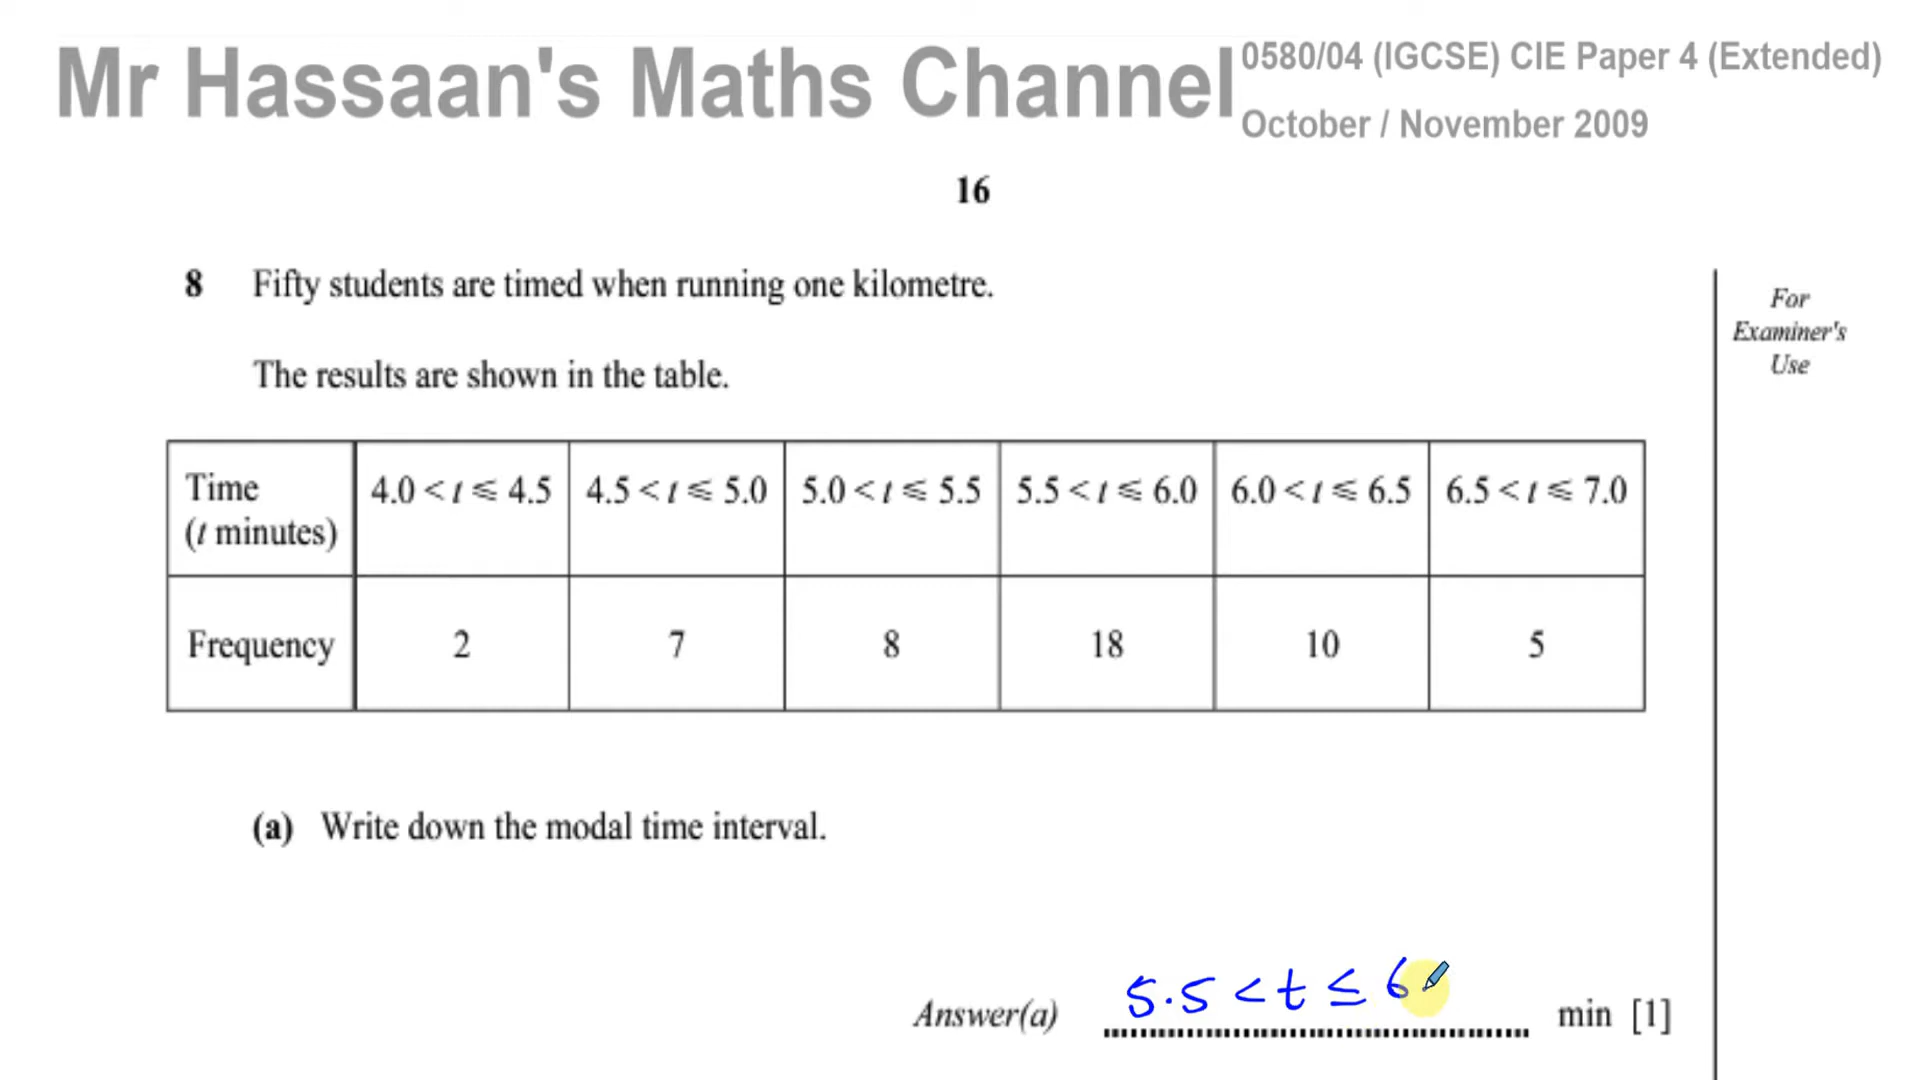 Mr Hassaan's Maths Channel
0580/04 (IGCSE) CIE Paper 4 (Extended)
October / November 2009
16
8 Fifty students are timed when running one kilometre.
For
Examiner's
Use
The results are shown in the table.
Time (t minutes) 4.0 < t ⩽ 4.5 4.5 < t ⩽ 5.0 5.0 < t ⩽ 5.5 5.5 < t ⩽ 6.0 6.0 < t ⩽ 6.5 6.5 < t ⩽ 7.0
Frequency 2 7 8 18 10 5
(a) Write down the modal time interval.
Answer(a) 5.5 < t ≤ 6 min [1]